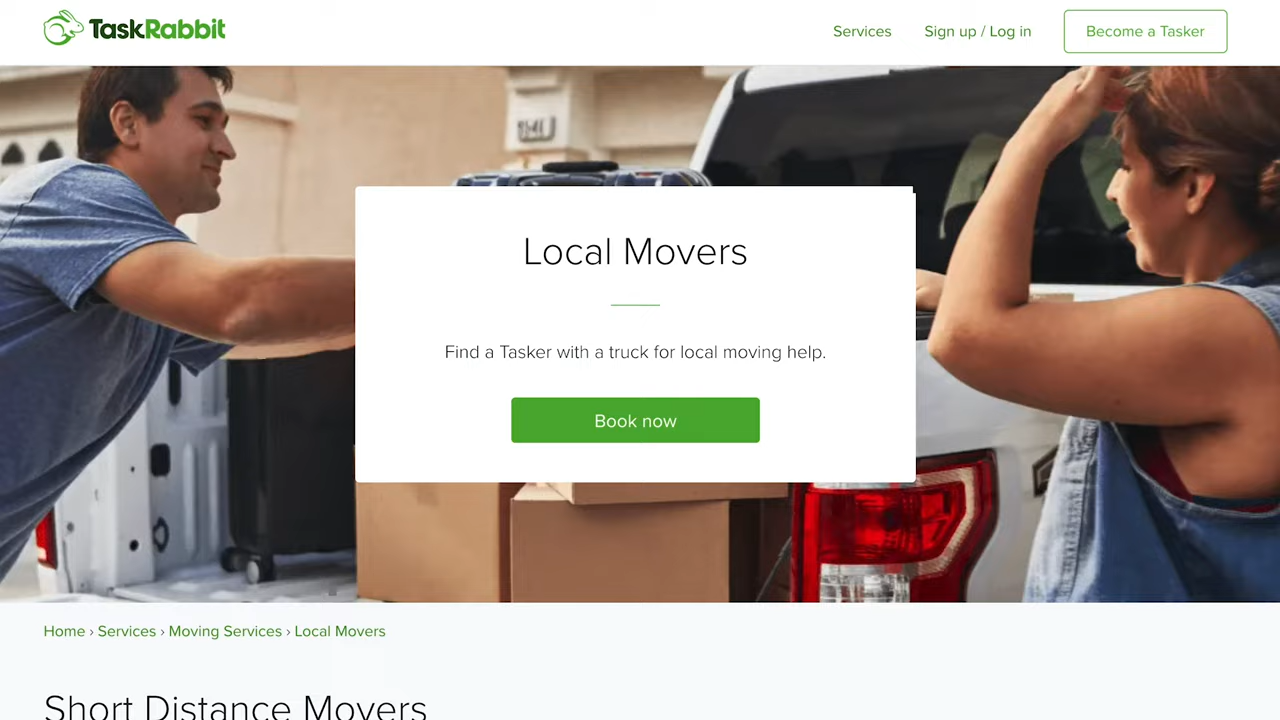 TaskRabbit
Services
Sign up / Log in
Become a Tasker
Local Movers
Find a Tasker with a truck for local moving help.
Book now
Home › Services › Moving Services › Local Movers
Short Distance Movers